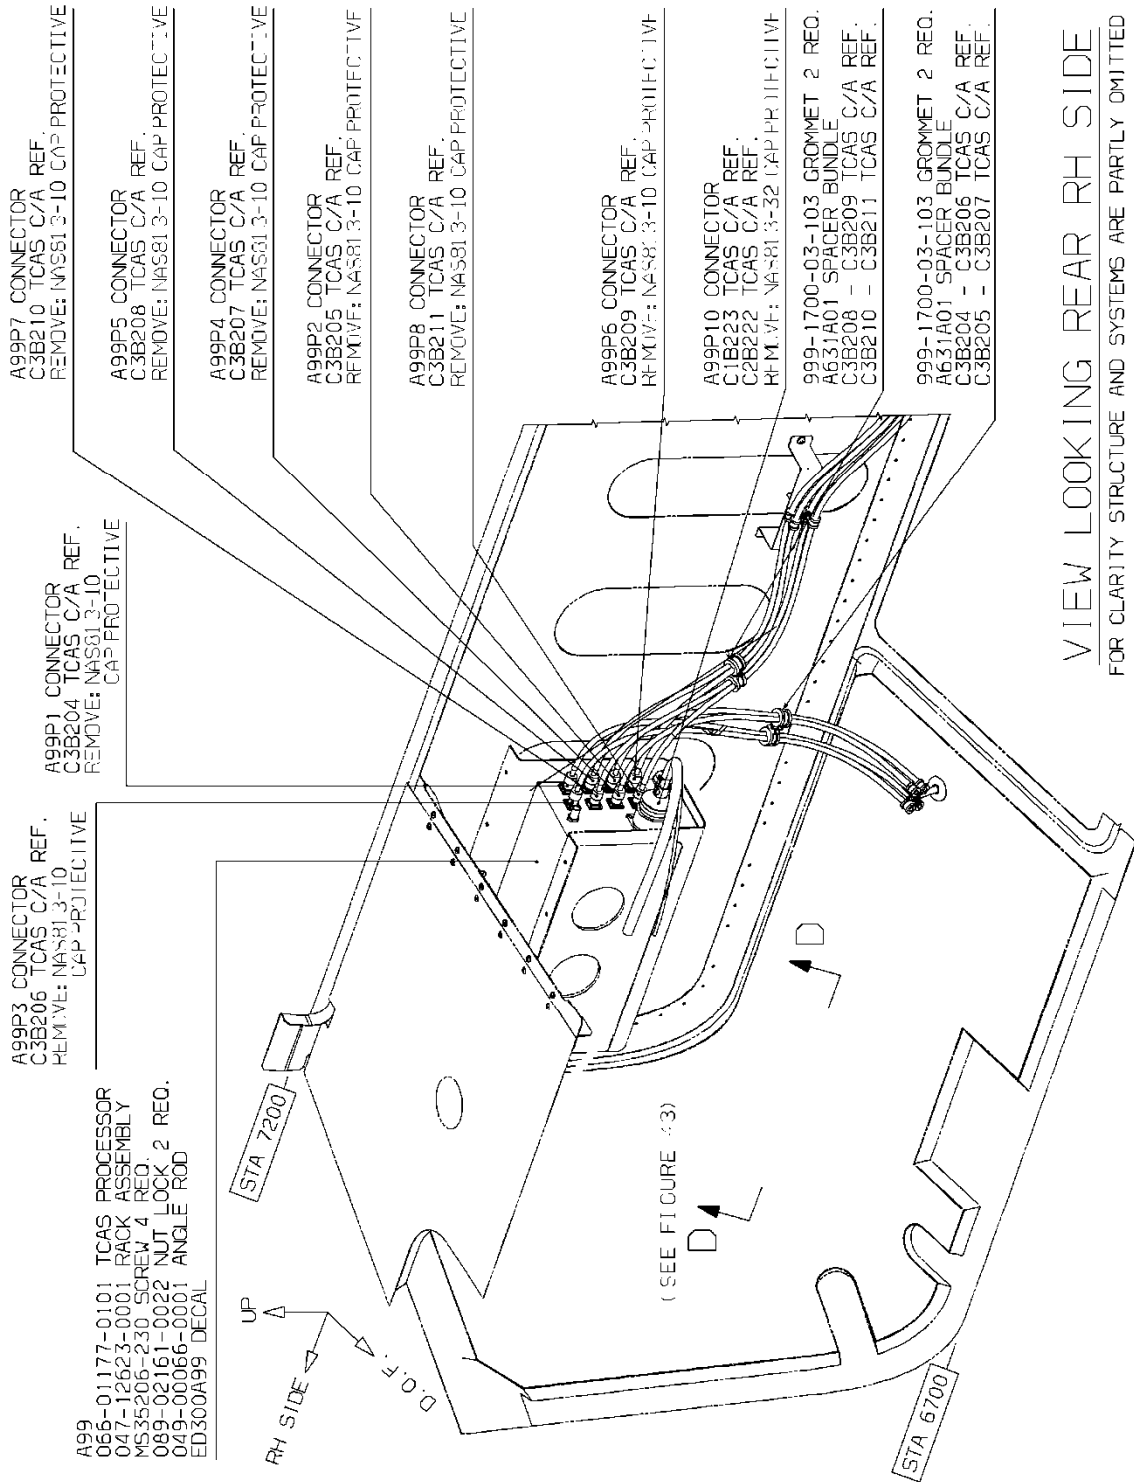 A99P7 CONNECTOR
C3B210 TCAS C/A REF.
REMOVE: NAS813-10 CAP PROTECTIVE
A99P5 CONNECTOR
C3B208 TCAS C/A REF.
REMOVE: NAS813-10 CAP PROTECTIVE
A99P4 CONNECTOR
C3B207 TCAS C/A REF.
REMOVE: NAS813-10 CAP PROTECTIVE
A99P2 CONNECTOR
C3B205 TCAS C/A REF.
REMOVE: NAS813-10 CAP PROTECTIVE
A99P8 CONNECTOR
C3B211 TCAS C/A REF.
REMOVE: NAS813-10 CAP PROTECTIVE
A99P6 CONNECTOR
C3B209 TCAS C/A REF.
REMOVE: NAS813-10 CAP PROTECTIVE
A99P10 CONNECTOR
C1B223 TCAS C/A REF.
C2B222 TCAS C/A REF.
REMOVE: NAS813-32 CAP PROTECTIVE
999-1700-03-103 GROMMET 2 REQ.
A631A01 SPACER BUNDLE
C3B208 - C3B209 TCAS C/A REF.
C3B210 - C3B211 TCAS C/A REF.
999-1700-03-103 GROMMET 2 REQ.
A631A01 SPACER BUNDLE
C3B204 - C3B206 TCAS C/A REF.
C3B205 - C3B207 TCAS C/A REF.
A99P1 CONNECTOR
C3B204 TCAS C/A REF.
REMOVE: NAS813-10
CAP PROTECTIVE
A99P3 CONNECTOR
C3B206 TCAS C/A REF.
REMOVE: NAS813-10
CAP PROTECTIVE
A99
066-01177-0101 TCAS PROCESSOR
047-12623-0001 RACK ASSEMBLY
MS35206-230 SCREW 4 REQ.
089-02161-0022 NUT LOCK 2 REQ.
049-00066-0001 ANGLE ROD
ED300A99 DECAL
STA 7200
UP
RH SIDE
D.O.F.
D
D
(SEE FIGURE 3)
STA 6700
VIEW LOOKING REAR RH SIDE
FOR CLARITY STRUCTURE AND SYSTEMS ARE PARTLY OMITTED